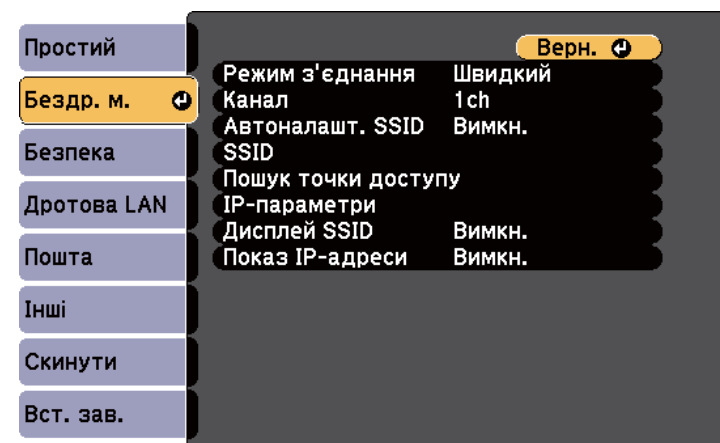 Простий
Бездр. м.
Безпека
Дротова LAN
Пошта
Інші
Скинути
Вст. зав.
Верн.
Режим з'єднання Швидкий
Канал 1ch
Автоналашт. SSID Вимкн.
SSID
Пошук точки доступу
IP-параметри
Дисплей SSID Вимкн.
Показ IP-адреси Вимкн.